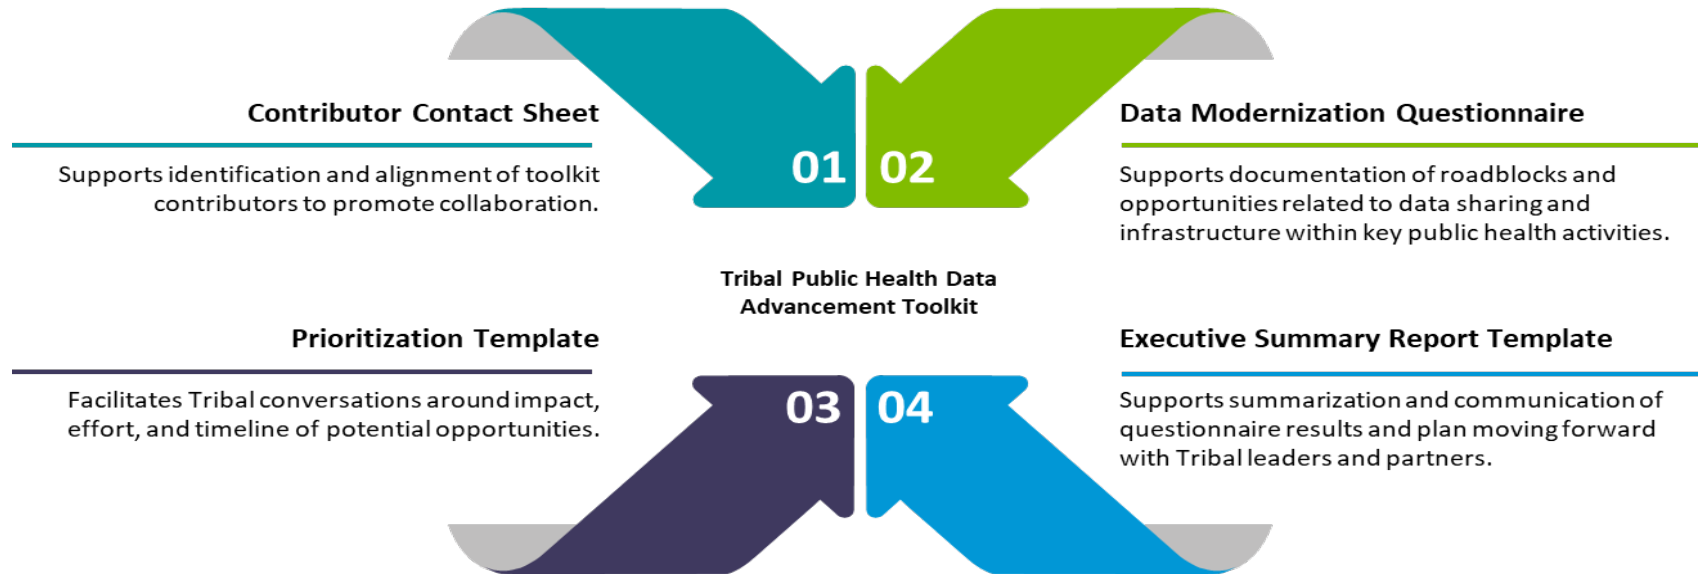 Contributor Contact Sheet
Supports identification and alignment of toolkit
contributors to promote collaboration.
01
02
Data Modernization Questionnaire
Supports documentation of roadblocks and
opportunities related to data sharing and
infrastructure within key public health activities.
Tribal Public Health Data
Advancement Toolkit
Prioritization Template
Facilitates Tribal conversations around impact,
effort, and timeline of potential opportunities.
03
04
Executive Summary Report Template
Supports summarization and communication of
questionnaire results and plan moving forward
with Tribal leaders and partners.